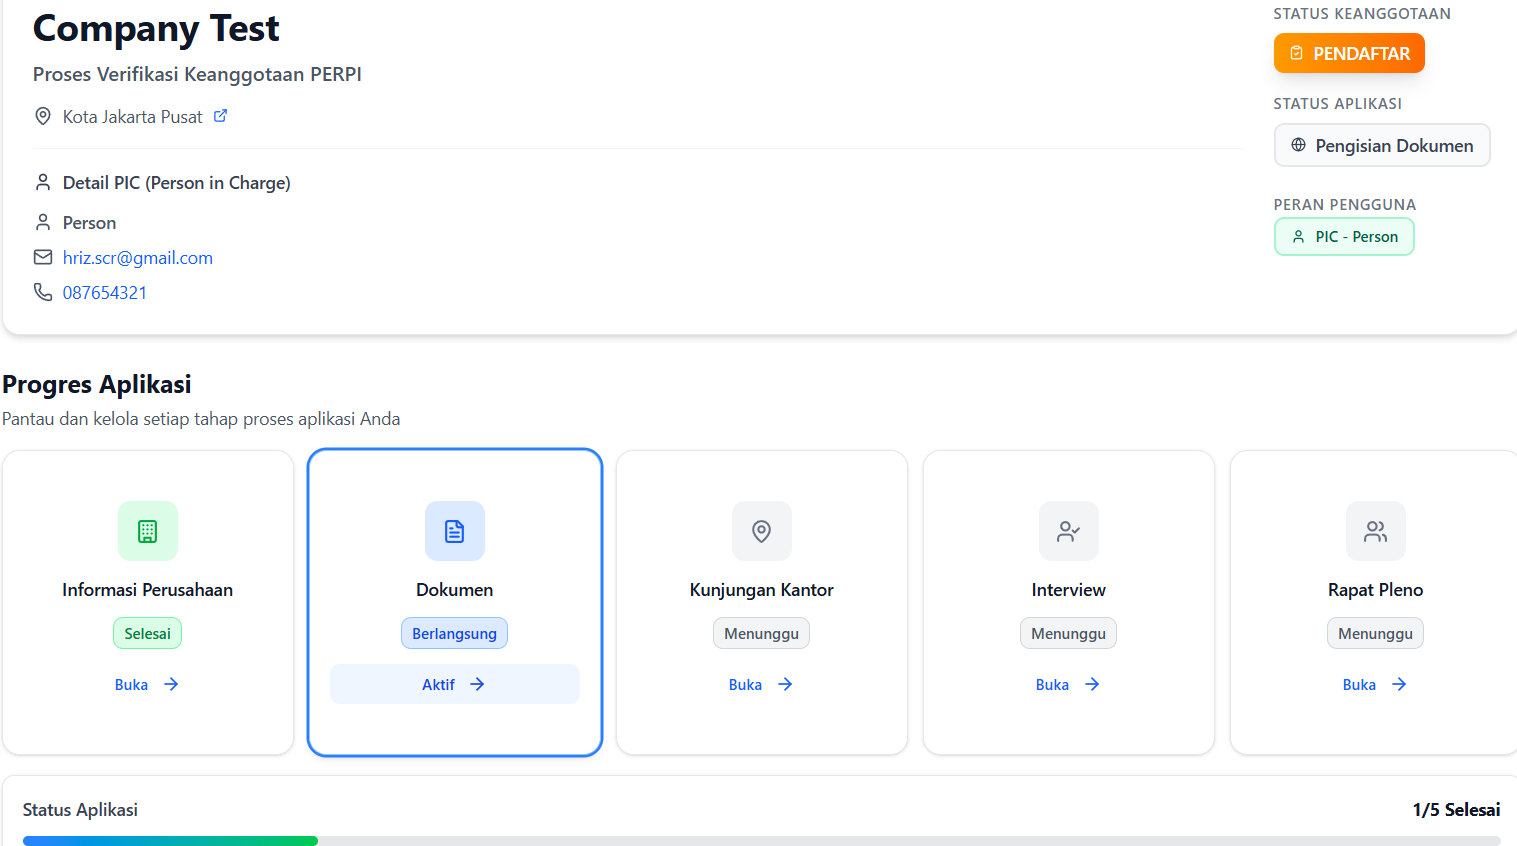 Company Test
Proses Verifikasi Keanggotaan PERPI
Kota Jakarta Pusat
Detail PIC (Person in Charge)
Person
hriz.scr@gmail.com
087654321
STATUS KEANGGOTAAN
PENDAFTAR
STATUS APLIKASI
Pengisian Dokumen
PERAN PENGGUNA
PIC - Person
Progres Aplikasi
Pantau dan kelola setiap tahap proses aplikasi Anda
Informasi Perusahaan
Selesai
Buka
Dokumen
Berlangsung
Aktif
Kunjungan Kantor
Menunggu
Buka
Interview
Menunggu
Buka
Rapat Pleno
Menunggu
Buka
Status Aplikasi
1/5 Selesai